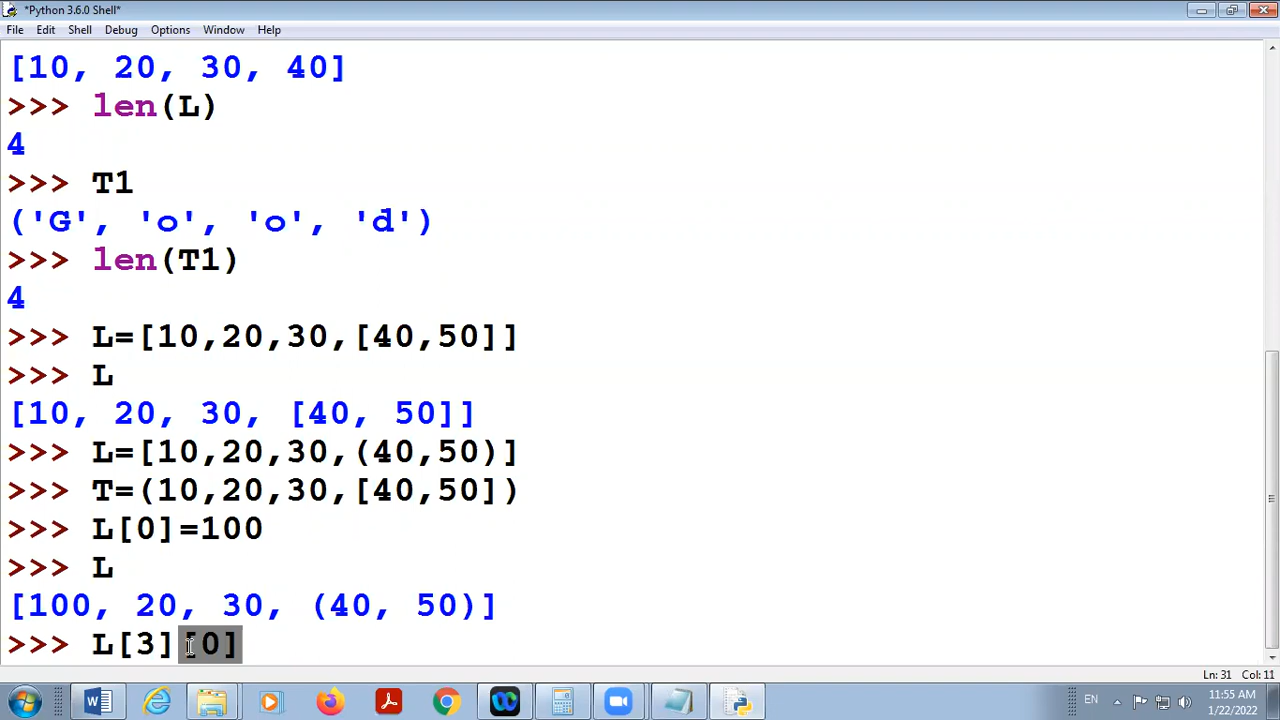 *Python 3.6.0 Shell*
File Edit Shell Debug Options Window Help
[10, 20, 30, 40]
>>> len(L)
4
>>> T1
('G', 'o', 'o', 'd')
>>> len(T1)
4
>>> L=[10,20,30,[40,50]]
>>> L
[10, 20, 30, [40, 50]]
>>> L=[10,20,30,(40,50)]
>>> T=(10,20,30,[40,50])
>>> L[0]=100
>>> L
[100, 20, 30, (40, 50)]
>>> L[3][0]
Ln: 31 Col: 11
EN
11:55 AM
1/22/2022